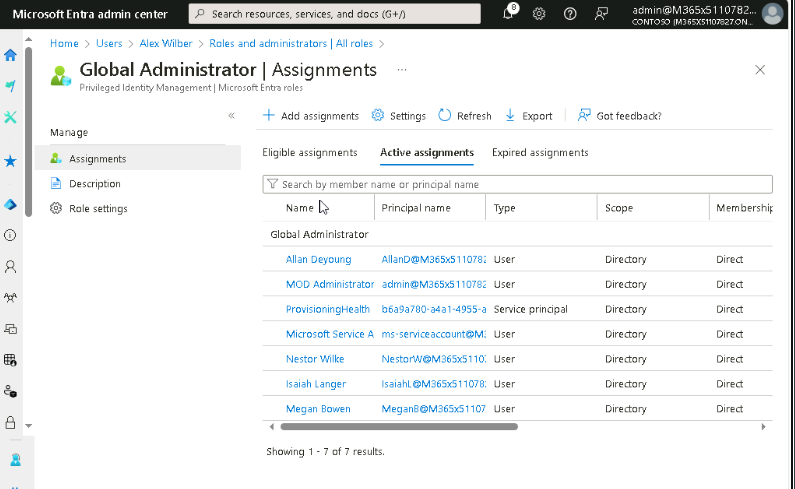 Microsoft Entra admin center
Search resources, services, and docs (G+/)
8
admin@M365x5110782...
CONTOSO (M365X51107827.ON...
Home > Users > Alex Wilber > Roles and administrators | All roles >
Global Administrator | Assignments ...
Privileged Identity Management | Microsoft Entra roles
«
Manage
Assignments
Description
Role settings
+ Add assignments Settings Refresh Export Got feedback?
Eligible assignments Active assignments Expired assignments
Search by member name or principal name
Name Principal name Type Scope Membership
Global Administrator
Allan Deyoung AllanD@M365x5110782 User Directory Direct
MOD Administrator admin@M365x5110782 User Directory Direct
ProvisioningHealth b6a9a780-a4a1-4955-a Service principal Directory Direct
Microsoft Service A ms-serviceaccount@M3 User Directory Direct
Nestor Wilke NestorW@M365x5110 User Directory Direct
Isaiah Langer IsaiahL@M365x511078 User Directory Direct
Megan Bowen MeganB@M365x51107 User Directory Direct
Showing 1 - 7 of 7 results.